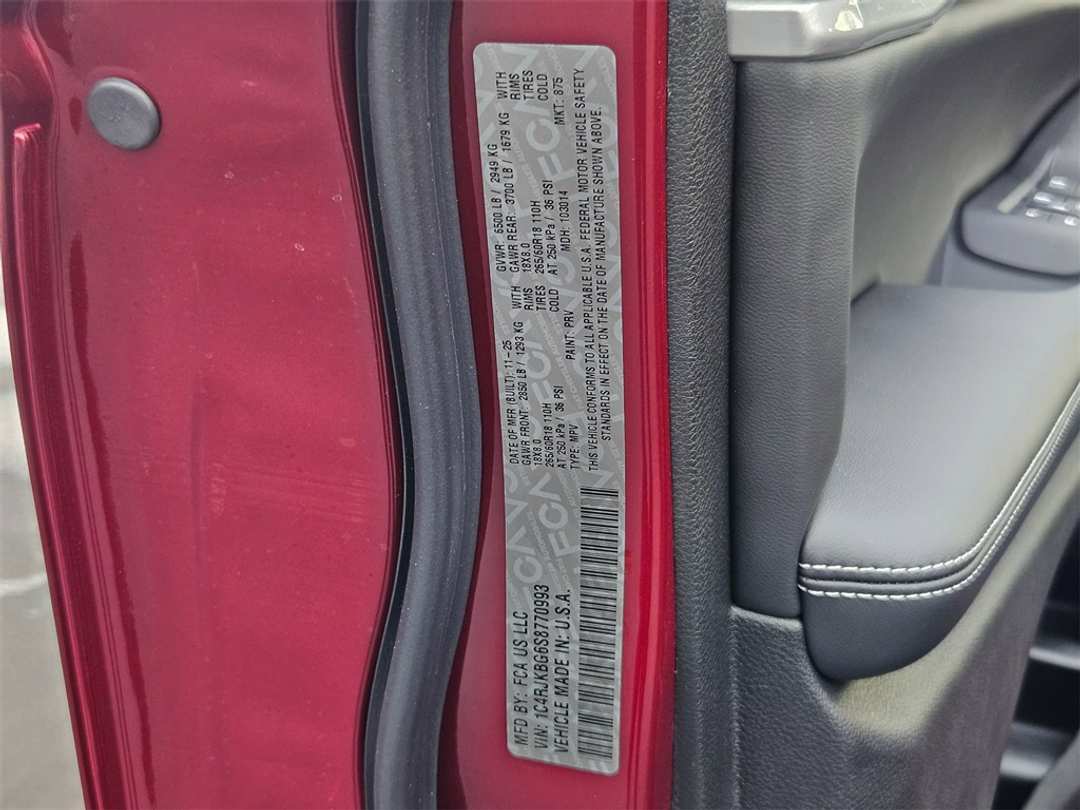 MFD BY: FCA US LLC
VIN: 1C4RJKBG6S8770993
VEHICLE MADE IN: U.S.A.
DATE OF MFR (BUILT): 11-25 GVWR: 6500 LB / 2949 KG
GAWR FRONT: 2850 LB / 1293 KG WITH GAWR REAR: 3700 LB / 1679 KG WITH
18X8.0 RIMS 18X8.0 RIMS
265/60R18 110H TIRES 265/60R18 110H TIRES
AT 250 kPa / 36 PSI COLD AT 250 kPa / 36 PSI COLD
TYPE: MPV PAINT: PRV MDH: 103014 MKT: 875
THIS VEHICLE CONFORMS TO ALL APPLICABLE U.S.A. FEDERAL MOTOR VEHICLE SAFETY
STANDARDS IN EFFECT ON THE DATE OF MANUFACTURE SHOWN ABOVE.
FCA
FCA
FCA
FCA